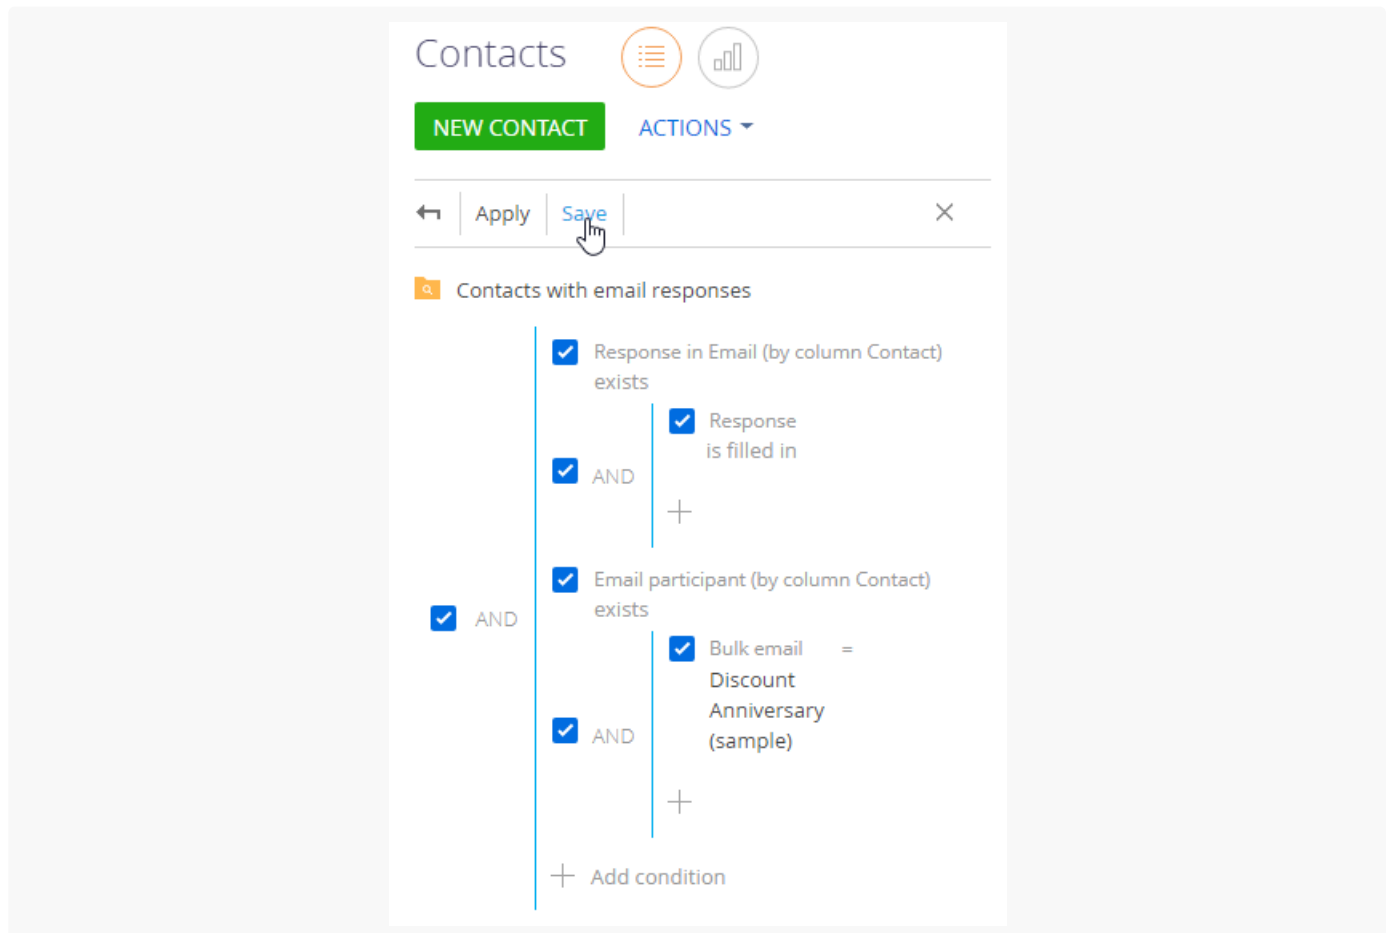 Contacts
NEW CONTACT
ACTIONS
Apply
Save
Contacts with email responses
Response in Email (by column Contact)
exists
Response
is filled in
AND
Email participant (by column Contact)
exists
AND
Bulk email =
Discount
Anniversary
(sample)
AND
Add condition